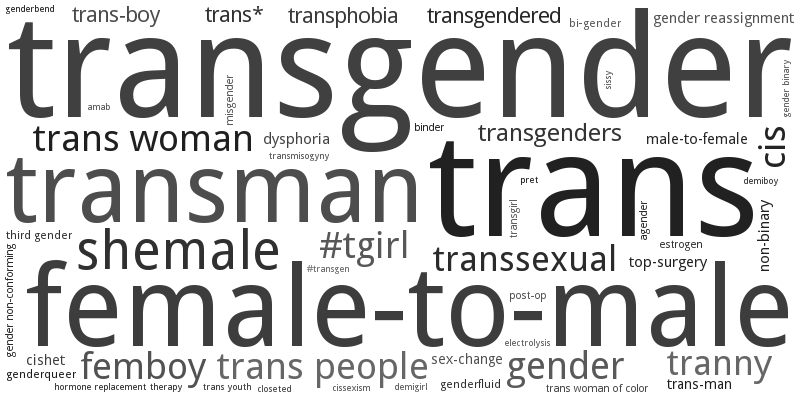 genderbend
trans-boy
trans*
transphobia
transgendered
bi-gender
gender reassignment
transgender
amab
misgender
sissy
gender binary
trans woman
dysphoria
binder
transgenders
male-to-female
cis
transmisogyny
transman
trans
pret
demiboy
transgirl
agender
non-binary
third gender
shemale
#tgirl
estrogen
gender non-conforming
#transgen
transsexual
top-surgery
female-to-male
post-op
electrolysis
cishet
femboy
trans people
sex-change
gender
tranny
genderqueer
hormone replacement therapy
trans youth
closeted
cissexism
demigirl
genderfluid
trans woman of color
trans-man